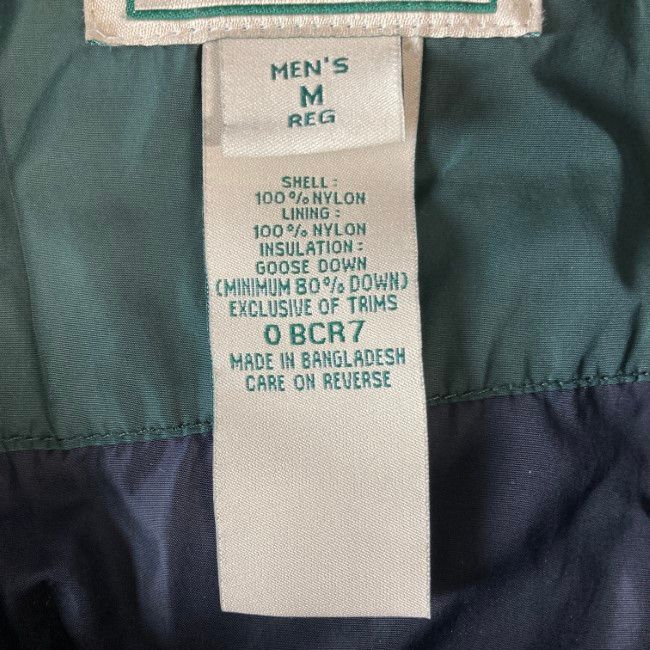 MEN'S
M
REG
SHELL:
100% NYLON
LINING:
100% NYLON
INSULATION:
GOOSE DOWN
(MINIMUM 80% DOWN)
EXCLUSIVE OF TRIMS
0 BCR7
MADE IN BANGLADESH
CARE ON REVERSE